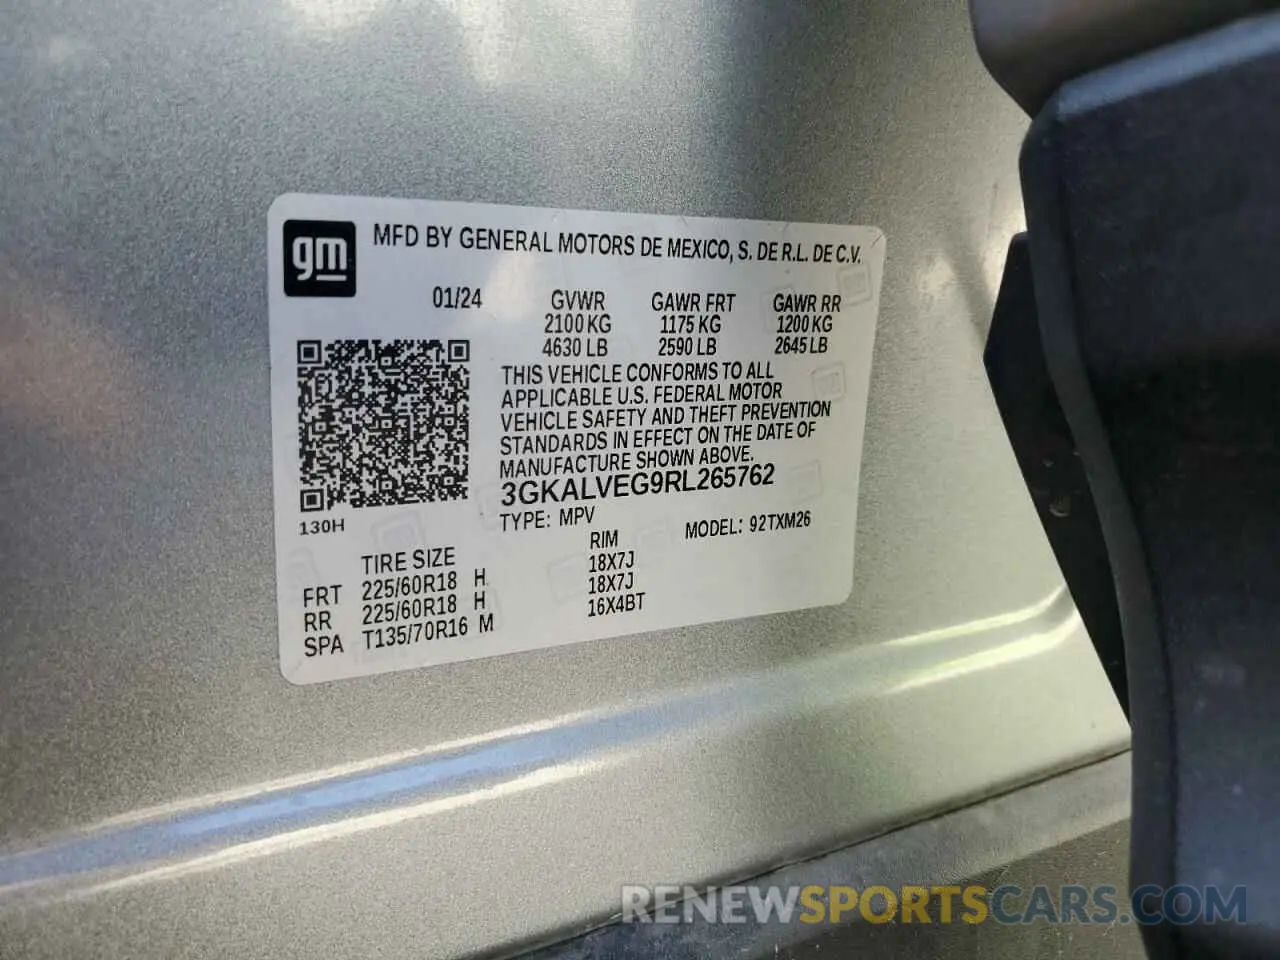 gm
MFD BY GENERAL MOTORS DE MEXICO, S. DE R.L. DE C.V.
01/24 GVWR GAWR FRT GAWR RR
2100 KG 1175 KG 1200 KG
4630 LB 2590 LB 2645 LB
THIS VEHICLE CONFORMS TO ALL
APPLICABLE U.S. FEDERAL MOTOR
VEHICLE SAFETY AND THEFT PREVENTION
STANDARDS IN EFFECT ON THE DATE OF
MANUFACTURE SHOWN ABOVE.
3GKALVEG9RL265762
130H
TYPE: MPV MODEL: 92TXM26
TIRE SIZE RIM
FRT 225/60R18 H 18X7J
RR 225/60R18 H 18X7J
SPA T135/70R16 M 16X4BT
RENEWSPORTSCARS.COM